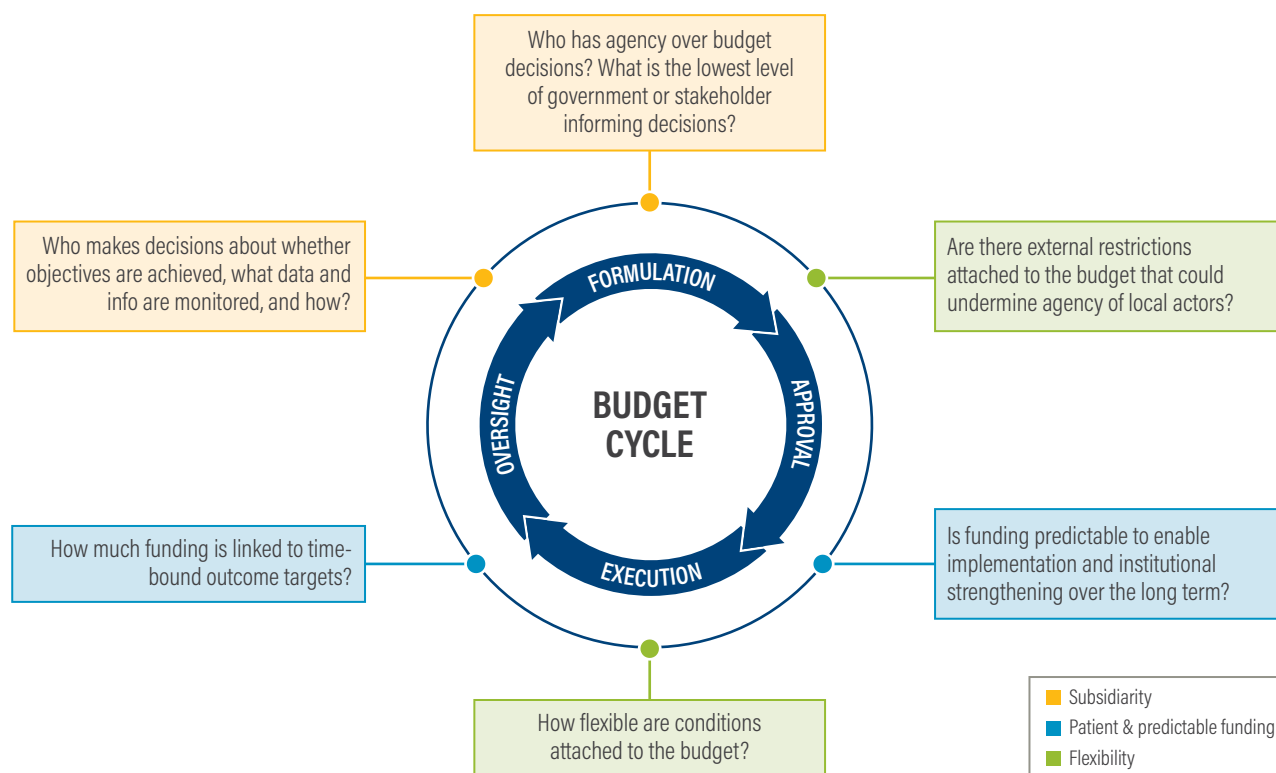 Who has agency over budget
decisions? What is the lowest level
of government or stakeholder
informing decisions?
Who makes decisions about whether
objectives are achieved, what data and
info are monitored, and how?
Are there external restrictions
attached to the budget that could
undermine agency of local actors?
FORMULATION
APPROVAL
EXECUTION
OVERSIGHT
BUDGET
CYCLE
How much funding is linked to time-
bound outcome targets?
Is funding predictable to enable
implementation and institutional
strengthening over the long term?
How flexible are conditions
attached to the budget?
Subsidiarity
Patient & predictable funding
Flexibility